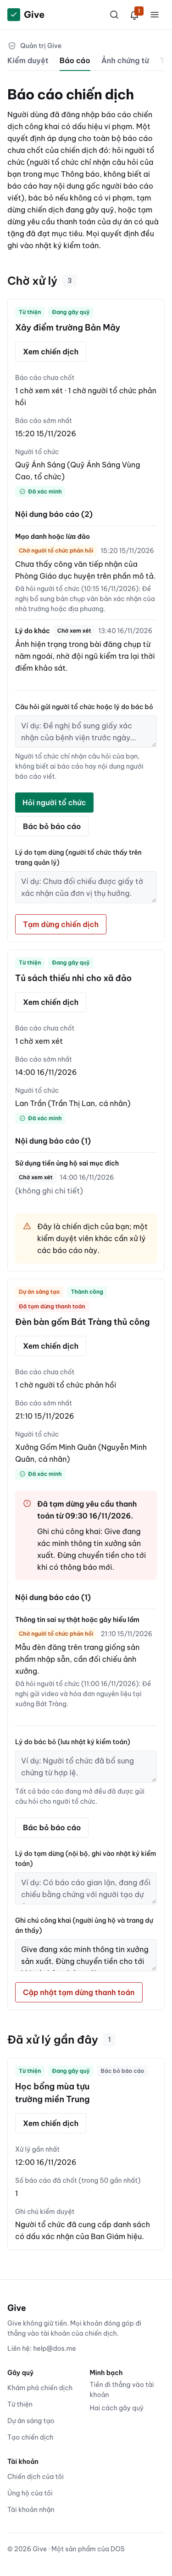 Give
1
Quản trị Give
Kiểm duyệt Báo cáo Ảnh chứng từ
Báo cáo chiến dịch
Người dùng đã đăng nhập báo cáo chiến
dịch công khai có dấu hiệu vi phạm. Một
quyết định áp dụng cho toàn bộ báo cáo
chưa chốt của chiến dịch đó: hỏi người tổ
chức (người tổ chức chỉ nhận câu hỏi của
bạn trong mục Thông báo, không biết ai
báo cáo hay nội dung gốc người báo cáo
viết), bác bỏ nếu không có vi phạm, tạm
dừng chiến dịch đang gây quỹ, hoặc tạm
dừng yêu cầu thanh toán của dự án có quà
tặng đã đạt mục tiêu. Mọi quyết định đều
ghi vào nhật ký kiểm toán.
Chờ xử lý 3
Từ thiện Đang gây quỹ
Xây điểm trường Bản Mây
Xem chiến dịch
Báo cáo chưa chốt
1 chờ xem xét · 1 chờ người tổ chức phản
hồi
Báo cáo sớm nhất
15:20 15/11/2026
Người tổ chức
Quỹ Ánh Sáng (Quỹ Ánh Sáng Vùng
Cao, tổ chức)
Đã xác minh
Nội dung báo cáo (2)
Mạo danh hoặc lừa đảo
Chờ người tổ chức phản hồi 15:20 15/11/2026
Chưa thấy công văn tiếp nhận của
Phòng Giáo dục huyện trên phần mô tả.
Đã hỏi người tổ chức (10:15 16/11/2026): Đề
nghị bổ sung bản chụp văn bản xác nhận của
nhà trường hoặc địa phương.
Lý do khác Chờ xem xét 13:40 16/11/2026
Ảnh hiện trạng trong bài đăng chụp từ
năm ngoái, nhờ đội ngũ kiểm tra lại thời
điểm khảo sát.
Câu hỏi gửi người tổ chức hoặc lý do bác bỏ
Ví dụ: Đề nghị bổ sung giấy xác
nhận của bệnh viện trước ngày…
Người tổ chức chỉ nhận câu hỏi của bạn,
không biết ai báo cáo hay nội dung người
báo cáo viết.
Hỏi người tổ chức
Bác bỏ báo cáo
Lý do tạm dừng (người tổ chức thấy trên
trang quản lý)
Ví dụ: Chưa đối chiếu được giấy tờ
xác nhận của đơn vị thụ hưởng.
Tạm dừng chiến dịch
Từ thiện Đang gây quỹ
Tủ sách thiếu nhi cho xã đảo
Xem chiến dịch
Báo cáo chưa chốt
1 chờ xem xét
Báo cáo sớm nhất
14:00 16/11/2026
Người tổ chức
Lan Trần (Trần Thị Lan, cá nhân)
Đã xác minh
Nội dung báo cáo (1)
Sử dụng tiền ủng hộ sai mục đích
Chờ xem xét 14:00 16/11/2026
(không ghi chi tiết)
Đây là chiến dịch của bạn; một
kiểm duyệt viên khác cần xử lý
các báo cáo này.
Dự án sáng tạo Thành công
Đã tạm dừng thanh toán
Đèn bàn gốm Bát Tràng thủ công
Xem chiến dịch
Báo cáo chưa chốt
1 chờ người tổ chức phản hồi
Báo cáo sớm nhất
21:10 15/11/2026
Người tổ chức
Xưởng Gốm Minh Quân (Nguyễn Minh
Quân, cá nhân)
Đã xác minh
Đã tạm dừng yêu cầu thanh
toán từ 09:30 16/11/2026.
Ghi chú công khai: Give đang
xác minh thông tin xưởng sản
xuất. Đừng chuyển tiền cho tới
khi có thông báo mới.
Nội dung báo cáo (1)
Thông tin sai sự thật hoặc gây hiểu lầm
Chờ người tổ chức phản hồi 21:10 15/11/2026
Mẫu đèn đăng trên trang giống sản
phẩm nhập sẵn, cần đối chiếu ảnh
xưởng.
Đã hỏi người tổ chức (11:00 16/11/2026): Đề
nghị gửi video và hóa đơn nguyên liệu tại
xưởng Bát Tràng.
Lý do bác bỏ (lưu nhật ký kiểm toán)
Ví dụ: Người tổ chức đã bổ sung
chứng từ hợp lệ.
Tất cả báo cáo đang mở đều đã được gửi
câu hỏi cho người tổ chức.
Bác bỏ báo cáo
Lý do tạm dừng (nội bộ, ghi vào nhật ký kiểm
toán)
Ví dụ: Có báo cáo gian lận, đang đối
chiếu bằng chứng với người tạo dự
Ghi chú công khai (người ủng hộ và trang dự
án thấy)
Give đang xác minh thông tin xưởng
sản xuất. Đừng chuyển tiền cho tới
Cập nhật tạm dừng thanh toán
Đã xử lý gần đây 1
Từ thiện Đang gây quỹ Bác bỏ báo cáo
Học bổng mùa tựu
trường miền Trung
Xem chiến dịch
Xử lý gần nhất
12:00 16/11/2026
Số báo cáo đã chốt (trong 50 gần nhất)
1
Ghi chú kiểm duyệt
Người tổ chức đã cung cấp danh sách
có dấu xác nhận của Ban Giám hiệu.
Give
Give không giữ tiền. Mọi khoản đóng góp đi
thẳng vào tài khoản của chiến dịch.
Liên hệ: help@dos.me
Gây quỹ
Khám phá chiến dịch
Từ thiện
Dự án sáng tạo
Tạo chiến dịch
Minh bạch
Tiền đi thẳng vào tài
khoản
Hai cách gây quỹ
Tài khoản
Chiến dịch của tôi
Ủng hộ của tôi
Tài khoản nhận
© 2026 Give · Một sản phẩm của DOS